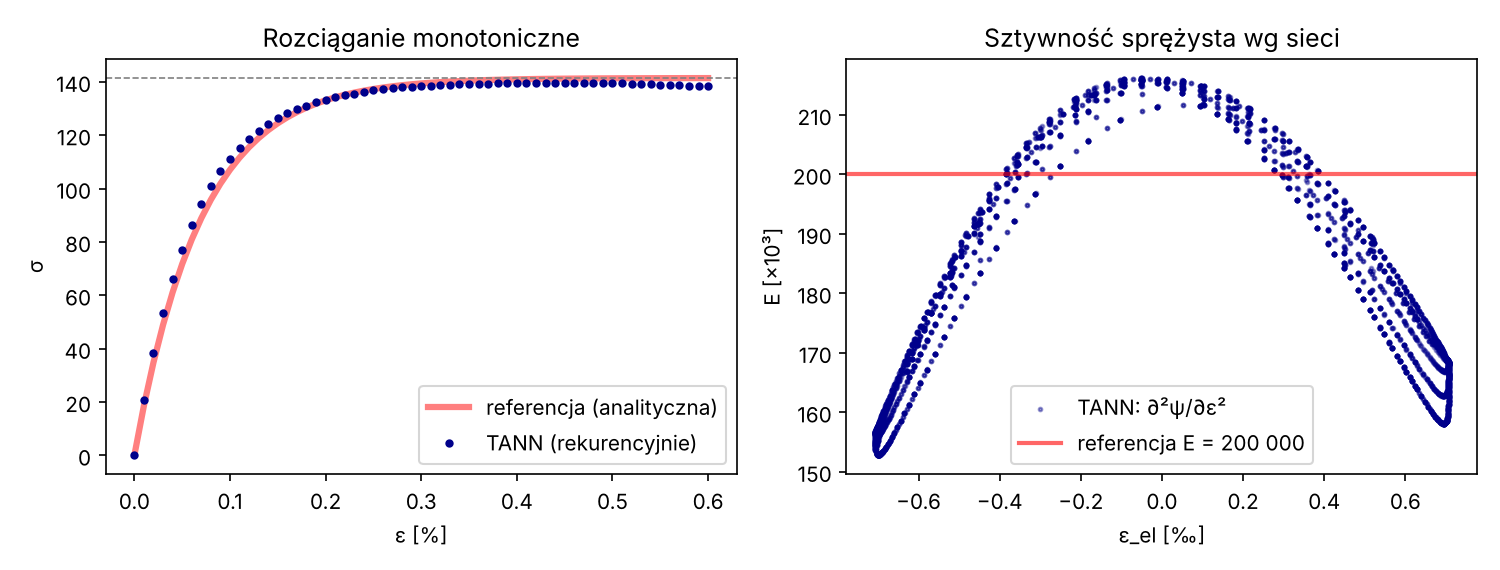 Rozciąganie monotoniczne
140
120
100
80
60
40
20
0
σ
0.0 0.1 0.2 0.3 0.4 0.5 0.6
ε [%]
referencja (analityczna)
TANN (rekurencyjnie)
Sztywność sprężysta wg sieci
210
200
190
180
170
160
150
E [×10³]
−0.6 −0.4 −0.2 0.0 0.2 0.4 0.6
ε_el [‰]
TANN: ∂²ψ/∂ε²
referencja E = 200 000